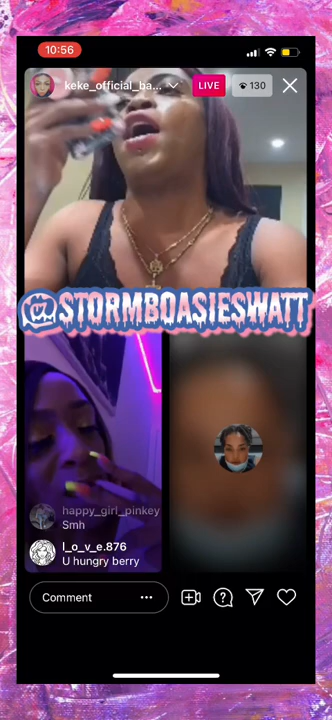 10:56
keke_official_ba...
LIVE
130
@STORMBOASIESWATT
happy_girl_pinkey
Smh
l_o_v_e.876
U hungry berry
Comment